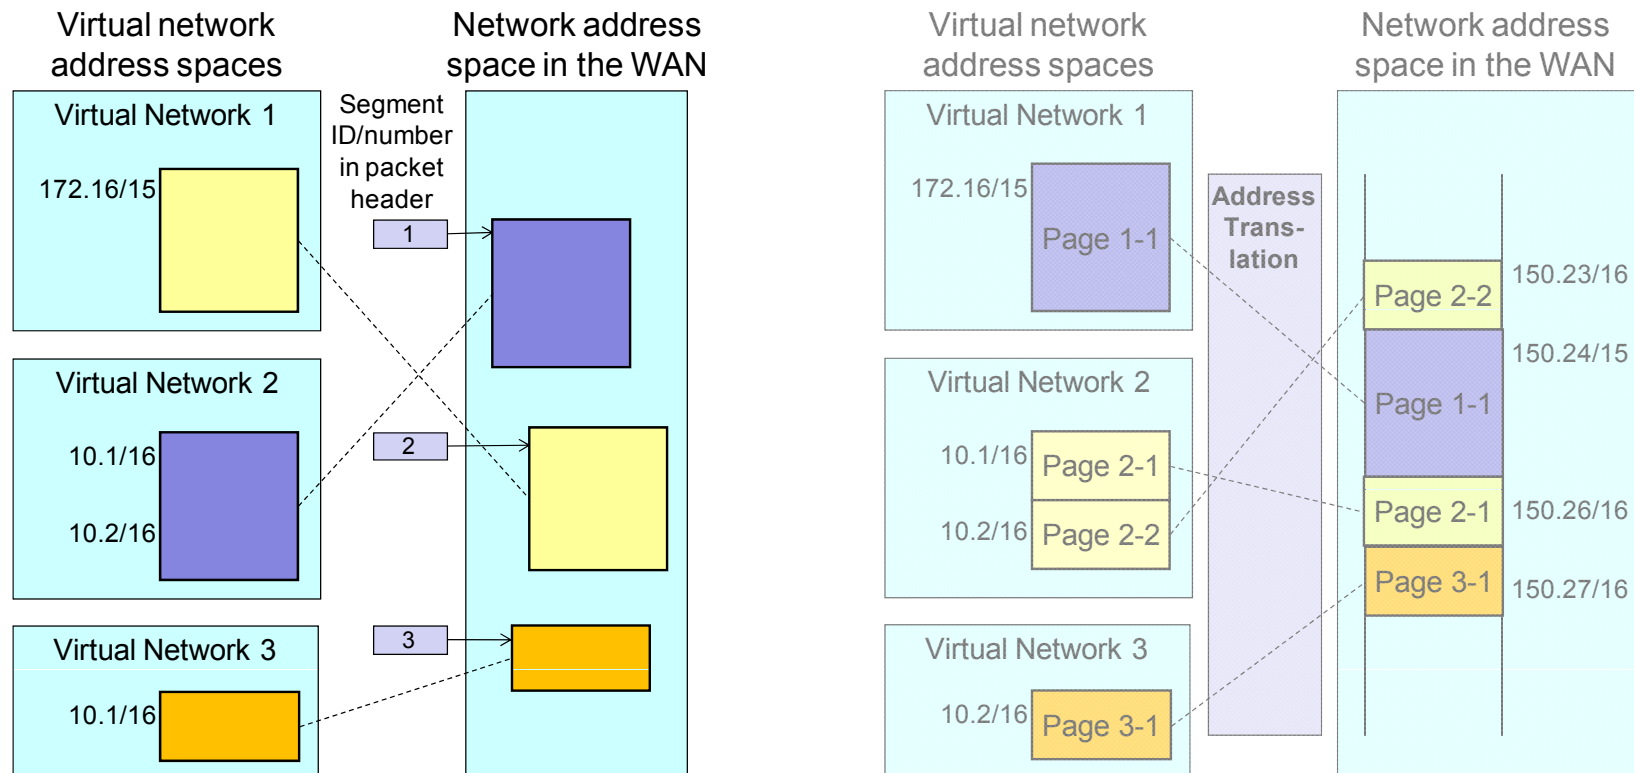 Virtual network
address spaces
Network address
space in the WAN
Virtual Network 1
172.16/15
Segment
ID/number
in packet
header
1
Virtual Network 2
10.1/16
10.2/16
2
Virtual Network 3
10.1/16
3
Virtual network
address spaces
Network address
space in the WAN
Virtual Network 1
172.16/15
Page 1-1
Address
Trans-
lation
Virtual Network 2
10.1/16
Page 2-1
10.2/16
Page 2-2
Virtual Network 3
10.2/16
Page 3-1
Page 2-2
150.23/16
150.24/15
Page 1-1
Page 2-1
150.26/16
Page 3-1
150.27/16